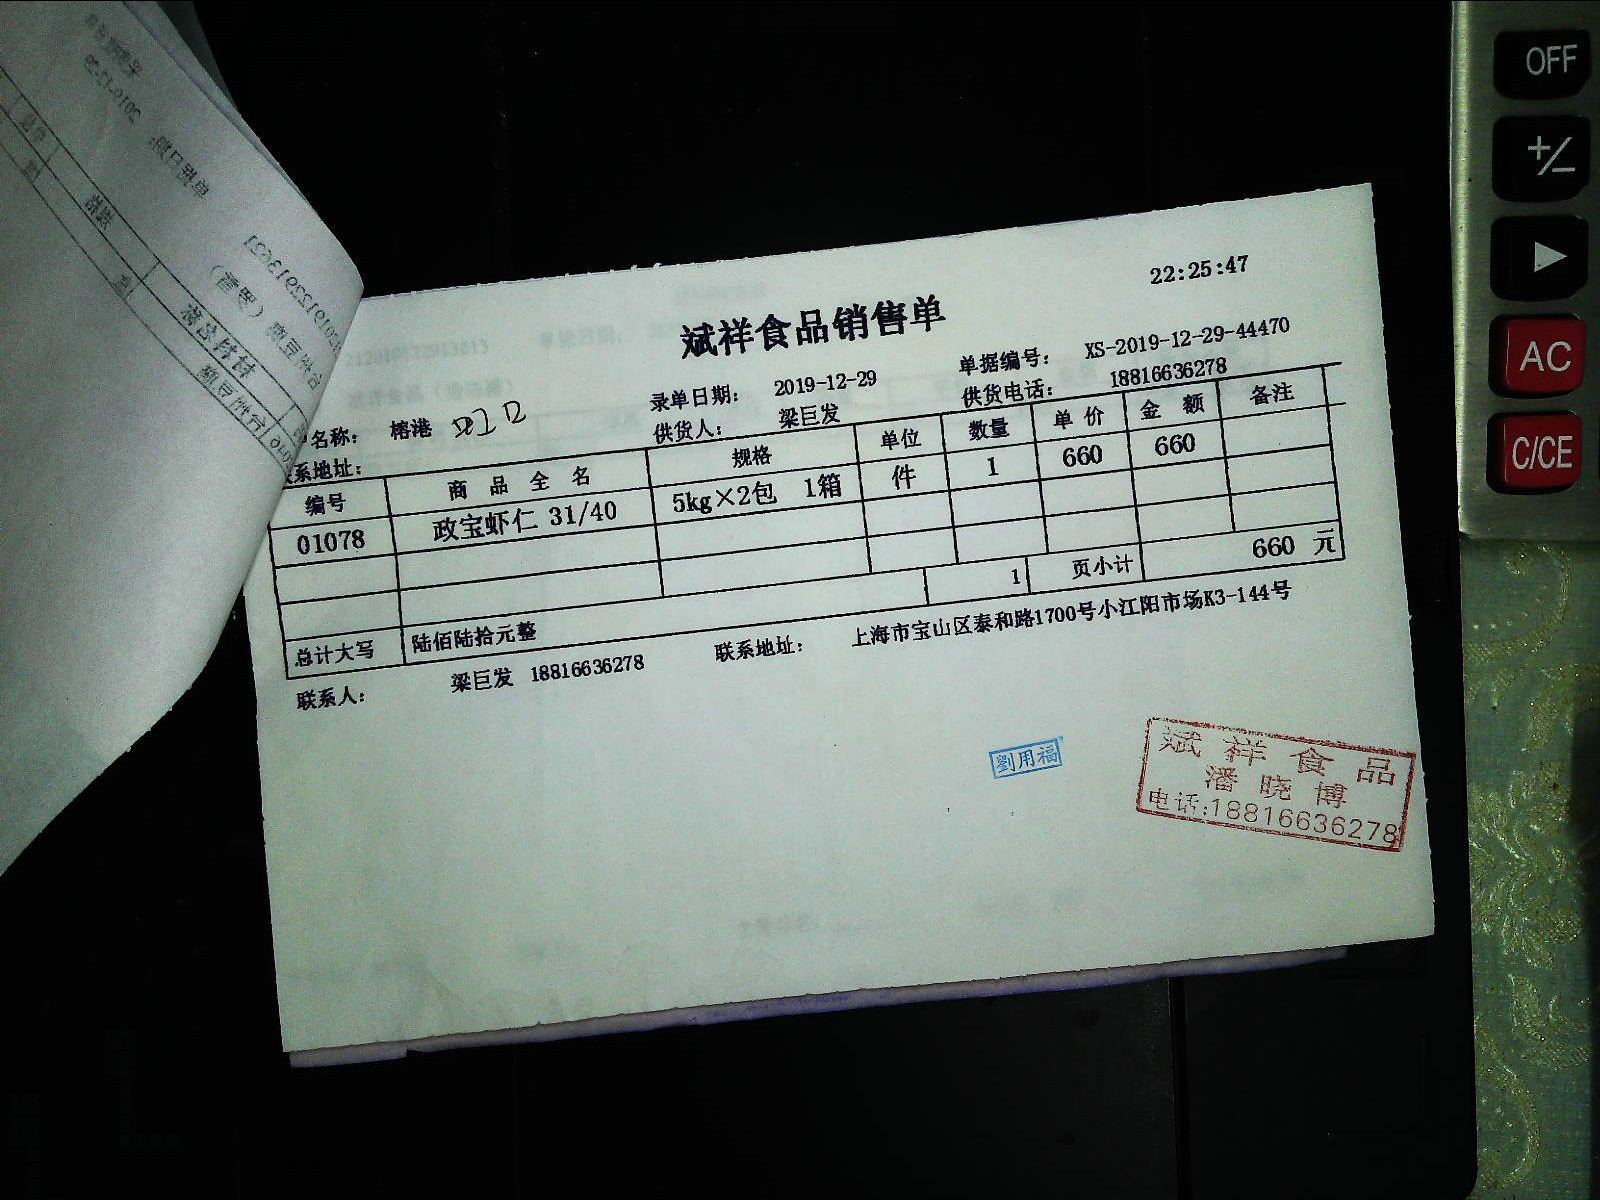 22:25:47
斌祥食品销售单
录单日期： 2019-12-29 单据编号： XS-2019-12-29-44470
名称： 榕港 供货人： 梁巨发 供货电话： 18816636278
系地址：
编号 商品全名 规格 单位 数量 单价 金额 备注
01078 政宝虾仁 31/40 5kg×2包 1箱 件 1 660 660
1 页小计 660 元
总计大写 陆佰陆拾元整
联系人： 梁巨发 18816636278 联系地址： 上海市宝山区泰和路1700号小江阳市场K3-144号
劉用福
斌祥食品
潘晓博
电话:18816636278
OFF
+/−
▶
AC
C/CE